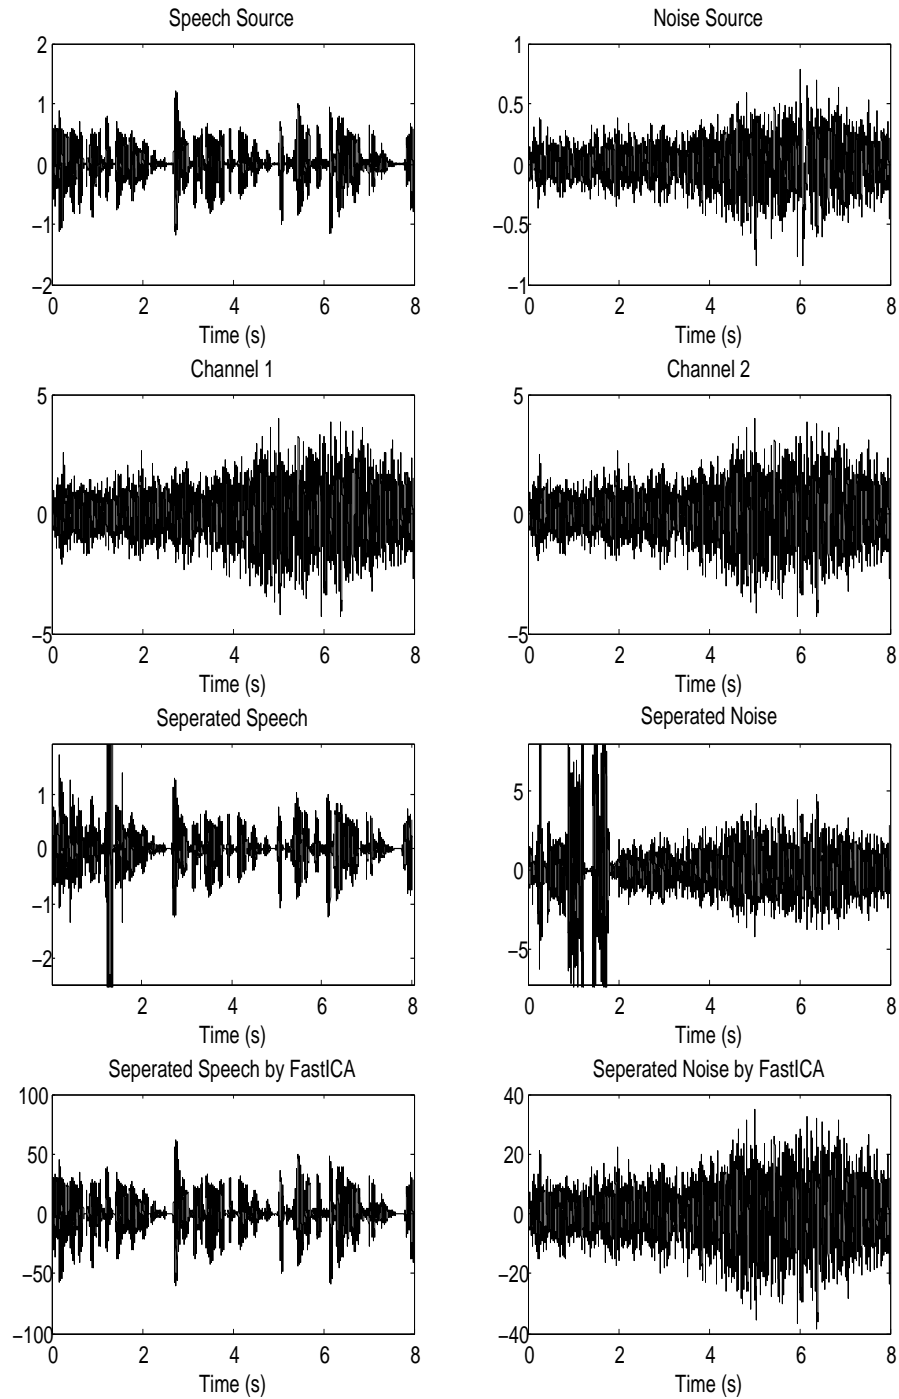 Speech Source
2
1
0
−1
−2
0 2 4 6 8
Time (s)
Noise Source
1
0.5
0
−0.5
−1
0 2 4 6 8
Time (s)
Channel 1
5
0
−5
0 2 4 6 8
Time (s)
Channel 2
5
0
−5
0 2 4 6 8
Time (s)
Seperated Speech
1
0
−1
−2
2 4 6 8
Time (s)
Seperated Noise
5
0
−5
0 2 4 6 8
Time (s)
Seperated Speech by FastICA
100
50
0
−50
−100
0 2 4 6 8
Time (s)
Seperated Noise by FastICA
40
20
0
−20
−40
0 2 4 6 8
Time (s)